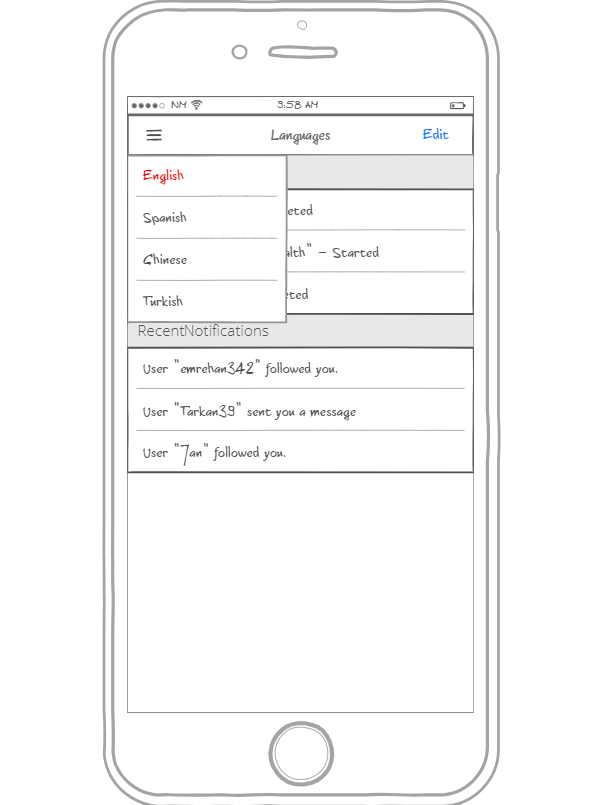 NM 3:58 AM
Languages Edit
English
Spanish
eted
Chinese
alth" - Started
Turkish
eted
RecentNotifications
User "emrehan342" followed you.
User "Tarkan39" sent you a message
User "7an" followed you.